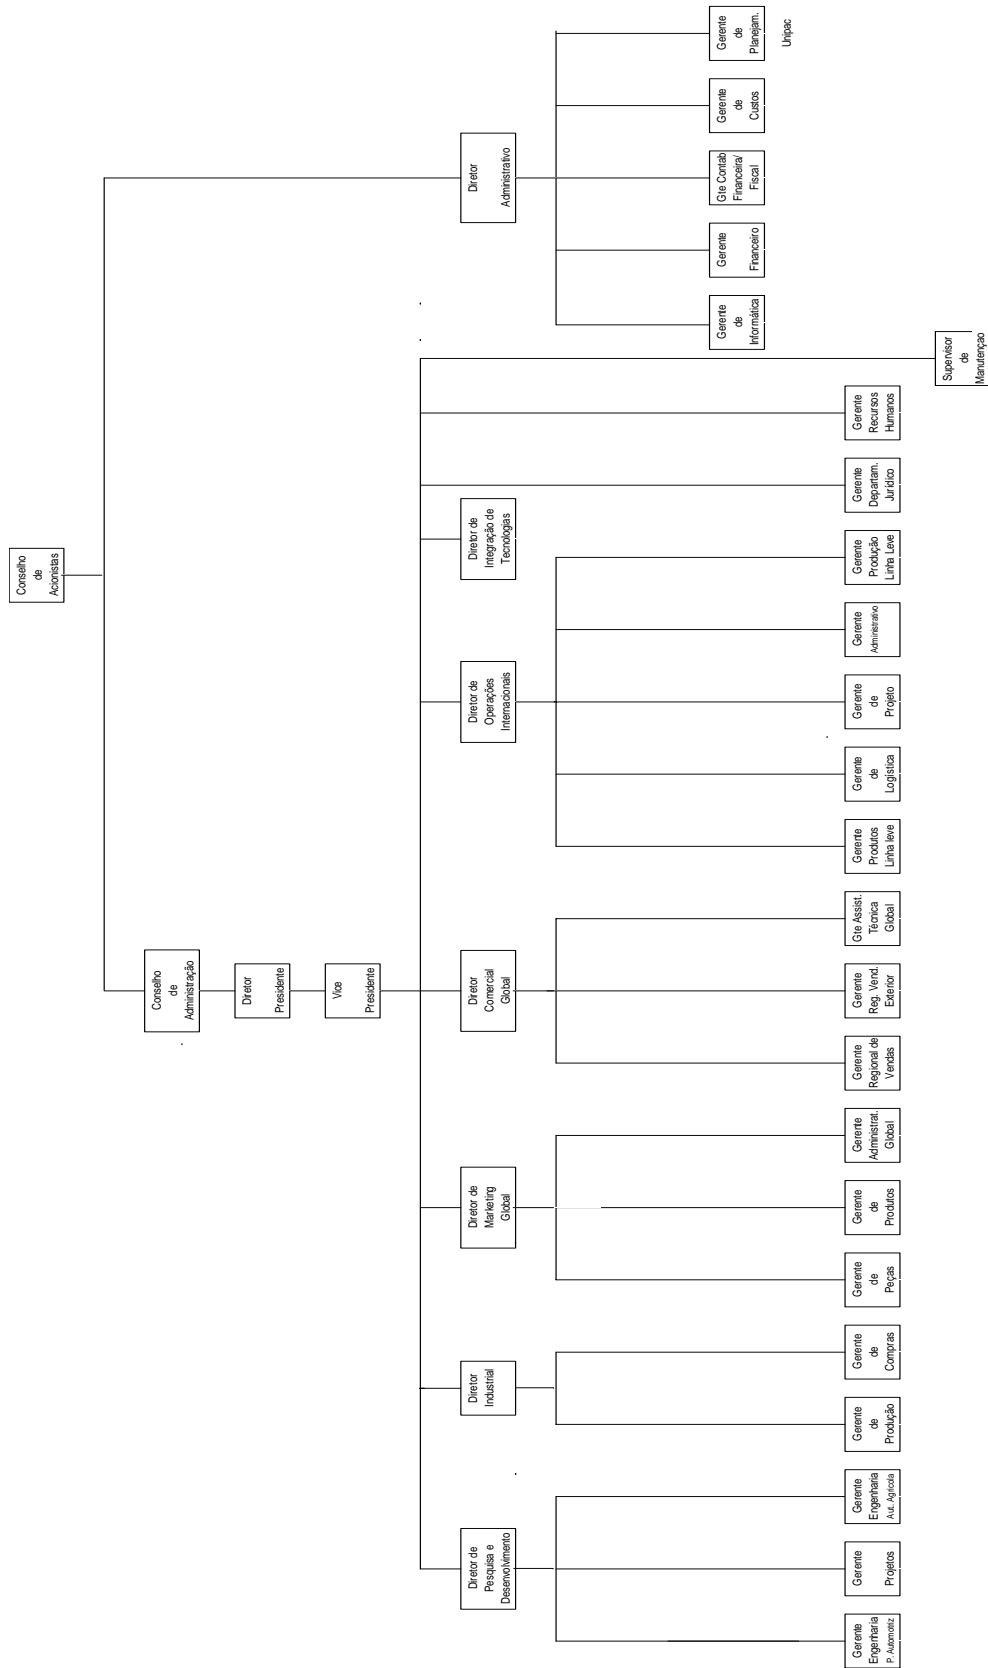 Conselho
de
Acionistas
Conselho
de
Administração
Diretor
Presidente
Vice
Presidente
Diretor
Administrativo
Diretor de
Pesquisa e
Desenvolvimento
Diretor
Industrial
Diretor de
Marketing
Global
Diretor
Comercial
Global
Diretor de
Operações
Internacionais
Diretor de
Integração de
Tecnologias
Gerente
de
Informática
Gerente
Financeiro
Gte Contab
Financeira/
Fiscal
Gerente
de
Custos
Gerente
de
Planejam.
Unipac
Gerente
Engenharia
P. Automotriz
Gerente
Projetos
Gerente
Engenharia
Aut. Agrícola
Gerente
de
Produção
Gerente
de
Compras
Gerente
de
Peças
Gerente
de
Produtos
Gerente
Administrat.
Global
Gerente
Regional de
Vendas
Gerente
Reg. Vend.
Exterior
Gte Assist.
Técnica
Global
Gerente
Produtos
Linha leve
Gerente
de
Logística
Gerente
de
Projeto
Gerente
Administrativo
Gerente
Produção
Linha Leve
Gerente
Departam.
Jurídico
Gerente
Recursos
Humanos
Supervisor
de
Manutenção